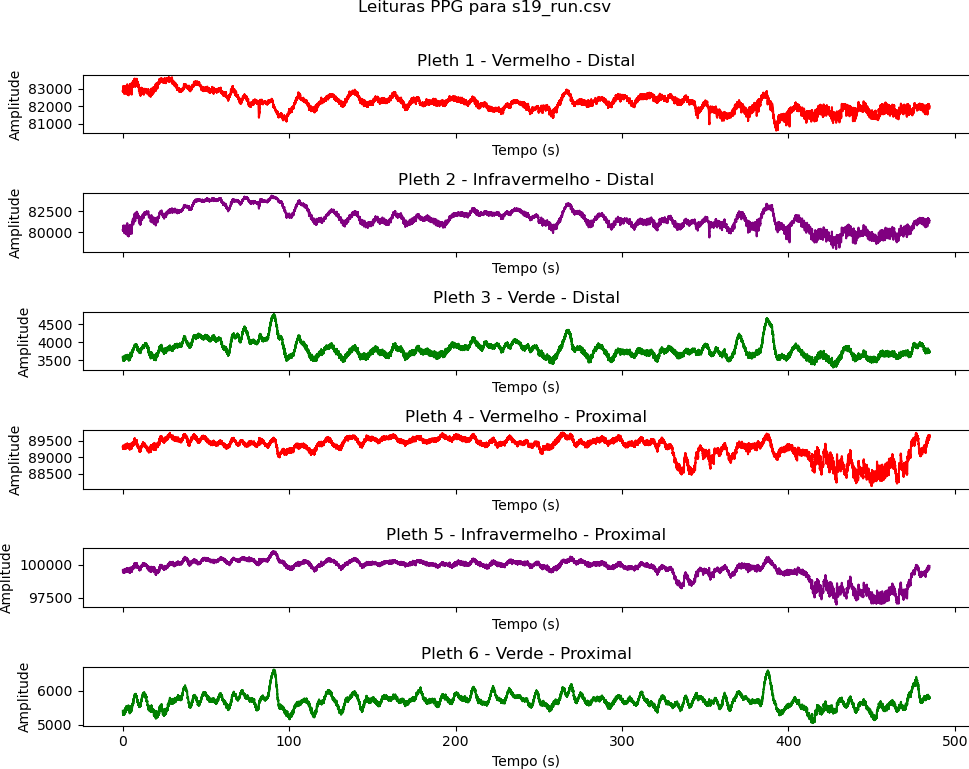 Leituras PPG para s19_run.csv
Pleth 1 - Vermelho - Distal
Amplitude
83000
82000
81000
Tempo (s)
Pleth 2 - Infravermelho - Distal
Amplitude
82500
80000
Tempo (s)
Pleth 3 - Verde - Distal
Amplitude
4500
4000
3500
Tempo (s)
Pleth 4 - Vermelho - Proximal
Amplitude
89500
89000
88500
Tempo (s)
Pleth 5 - Infravermelho - Proximal
Amplitude
100000
97500
Tempo (s)
Pleth 6 - Verde - Proximal
Amplitude
6000
5000
0 100 200 300 400 500
Tempo (s)